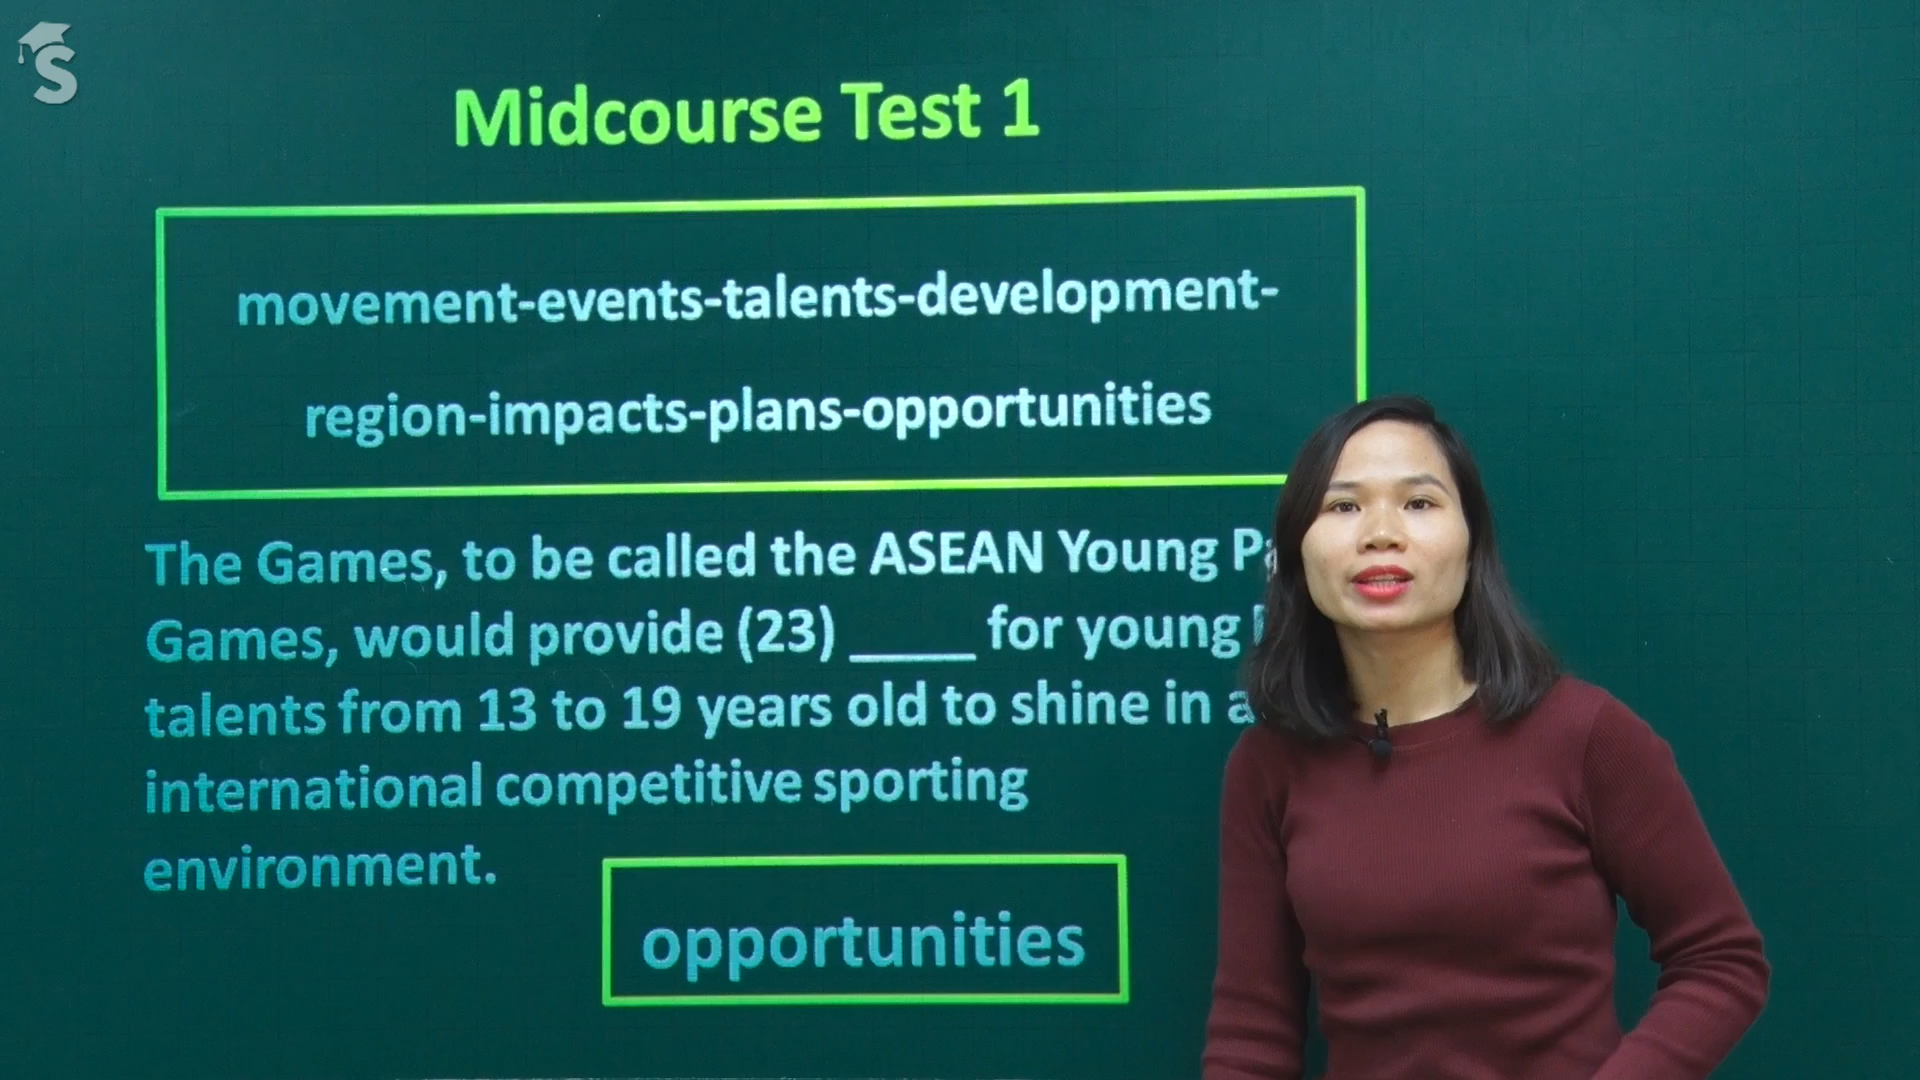 S
Midcourse Test 1
movement-events-talents-development-
region-impacts-plans-opportunities
The Games, to be called the ASEAN Young
Games, would provide (23) _____ for young
talents from 13 to 19 years old to shine in a
international competitive sporting
environment.
opportunities